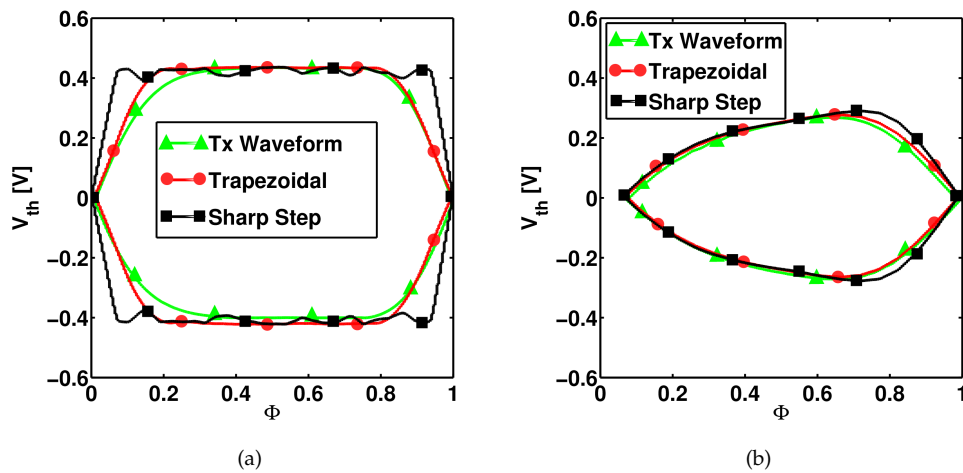 0.6
0.4
0.2
0
−0.2
−0.4
−0.6
V_th [V]
Tx Waveform
Trapezoidal
Sharp Step
0 0.2 0.4 0.6 0.8 1
Φ
(a)
0.6
0.4
0.2
0
−0.2
−0.4
−0.6
V_th [V]
Tx Waveform
Trapezoidal
Sharp Step
0 0.2 0.4 0.6 0.8 1
Φ
(b)